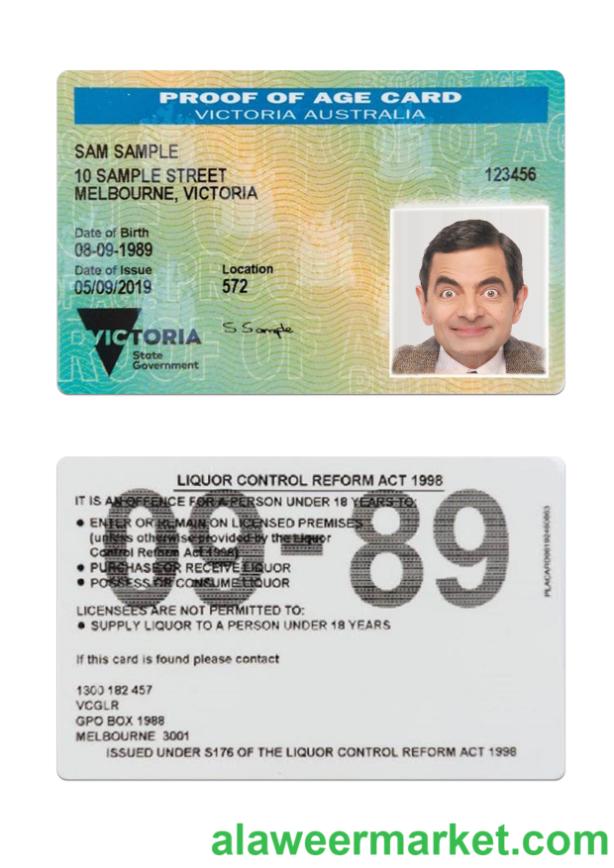 PROOF OF AGE CARD
VICTORIA AUSTRALIA
SAM SAMPLE
10 SAMPLE STREET
MELBOURNE, VICTORIA
123456
Date of Birth
08-09-1989
Date of Issue
05/09/2019
Location
572
S Sample
VICTORIA
State
Government
LIQUOR CONTROL REFORM ACT 1998
IT IS AN OFFENCE FOR A PERSON UNDER 18 YEARS TO:
● ENTER OR REMAIN ON LICENSED PREMISES
(unless otherwise provided by the Liquor
Control Reform Act 1998)
● PURCHASE OR RECEIVE LIQUOR
● POSSESS OR CONSUME LIQUOR
09-89
LICENSEES ARE NOT PERMITTED TO:
● SUPPLY LIQUOR TO A PERSON UNDER 18 YEARS
If this card is found please contact
1300 182 457
VCGLR
GPO BOX 1988
MELBOURNE 3001
ISSUED UNDER S176 OF THE LIQUOR CONTROL REFORM ACT 1998
alaweermarket.com